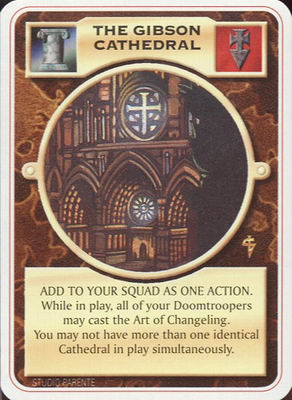 THE GIBSON
CATHEDRAL
ADD TO YOUR SQUAD AS ONE ACTION.
While in play, all of your Doomtroopers
may cast the Art of Changeling.
You may not have more than one identical
Cathedral in play simultaneously.
STUDIO PARENTE